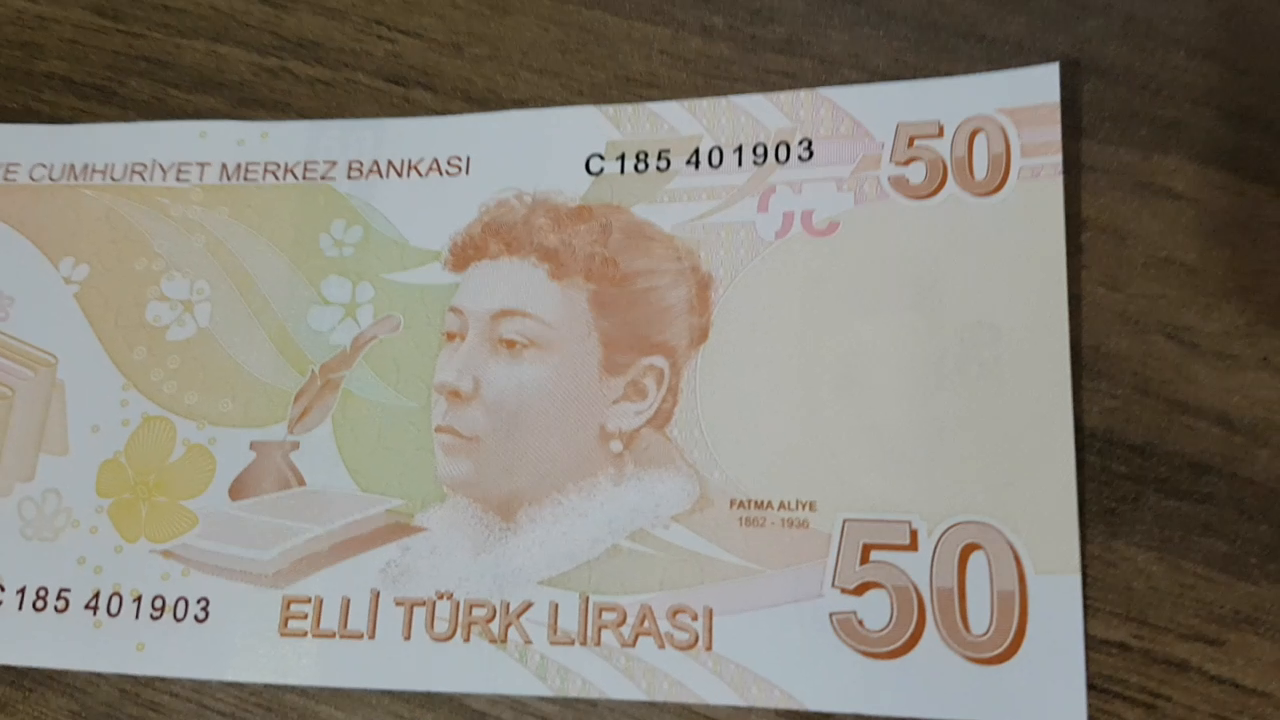 E CUMHURİYET MERKEZ BANKASI
C185 401903
50
FATMA ALİYE
1862 - 1936
50
185 401903
ELLİ TÜRK LİRASI